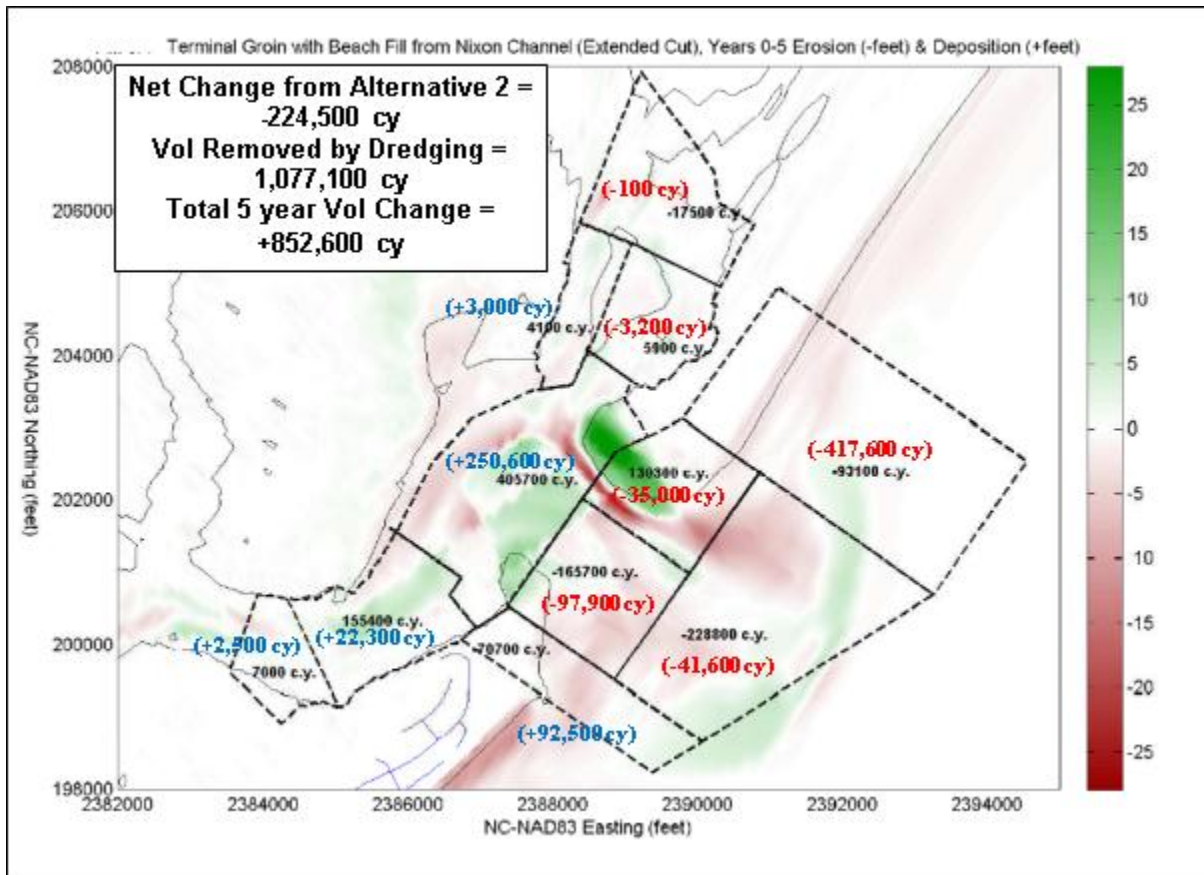 Terminal Groin with Beach Fill from Nixon Channel (Extended Cut), Years 0-5 Erosion (-feet) & Deposition (+feet)
Net Change from Alternative 2 =
-224,500 cy
Vol Removed by Dredging =
1,077,100 cy
Total 5 year Vol Change =
+852,600 cy
208000
206000
204000
202000
200000
198000
NC-NAD83 Northing (feet)
(-100 cy)
-17500 c.y.
(+3,000 cy)
4100 c.y.
(-3,200 cy)
5900 c.y.
(-417,600 cy)
-93100 c.y.
(+250,600 cy)
405700 c.y.
130300 c.y.
(-35,000 cy)
-165700 c.y.
(-97,900 cy)
-228800 c.y.
(-41,600 cy)
155400 c.y.
(+22,300 cy)
(+2,500 cy)
7000 c.y.
-70700 c.y.
(+92,500 cy)
2382000 2384000 2386000 2388000 2390000 2392000 2394000
NC-NAD83 Easting (feet)
25
20
15
10
5
0
-5
-10
-15
-20
-25